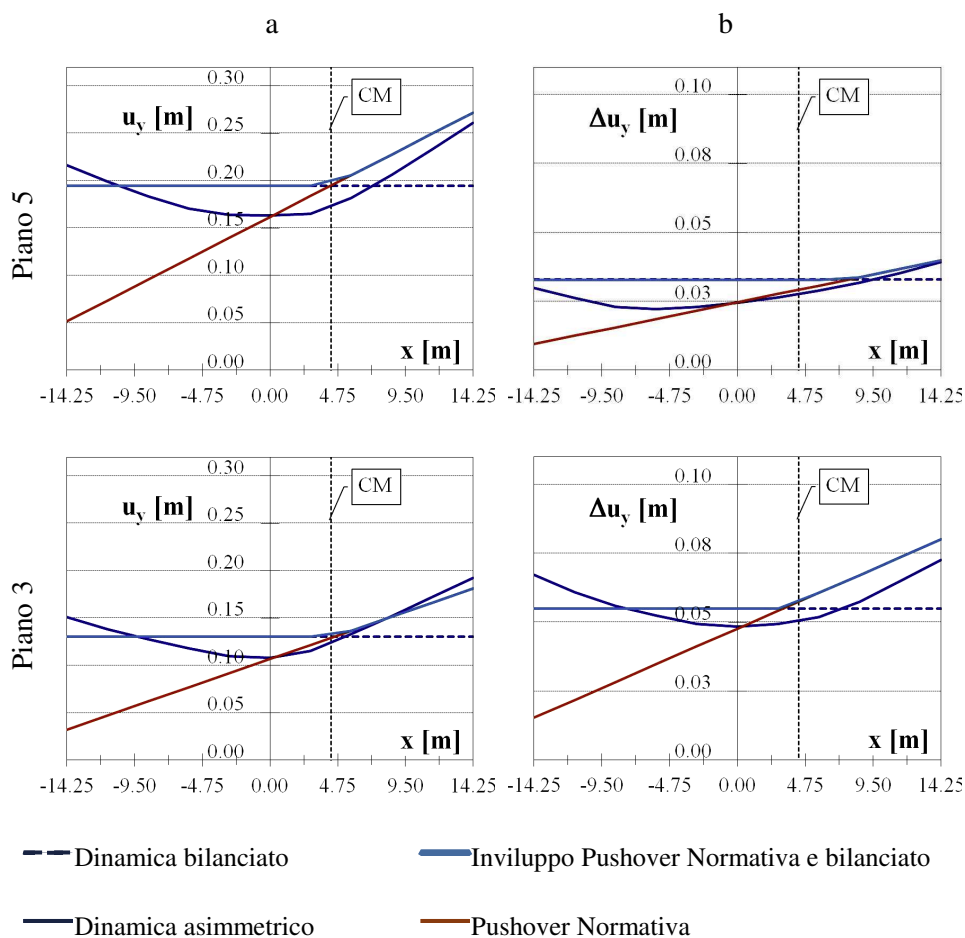 a b
Piano 5
0.30
0.25
0.20
0.15
0.10
0.05
0.00
u_y [m]
CM
x [m]
-14.25 -9.50 -4.75 0.00 4.75 9.50 14.25
0.10
0.08
0.05
0.03
0.00
Δu_y [m]
CM
x [m]
-14.25 -9.50 -4.75 0.00 4.75 9.50 14.25
Piano 3
0.30
0.25
0.20
0.15
0.10
0.05
0.00
u_y [m]
CM
x [m]
-14.25 -9.50 -4.75 0.00 4.75 9.50 14.25
0.10
0.08
0.05
0.03
0.00
Δu_y [m]
CM
x [m]
-14.25 -9.50 -4.75 0.00 4.75 9.50 14.25
Dinamica bilanciato Inviluppo Pushover Normativa e bilanciato
Dinamica asimmetrico Pushover Normativa